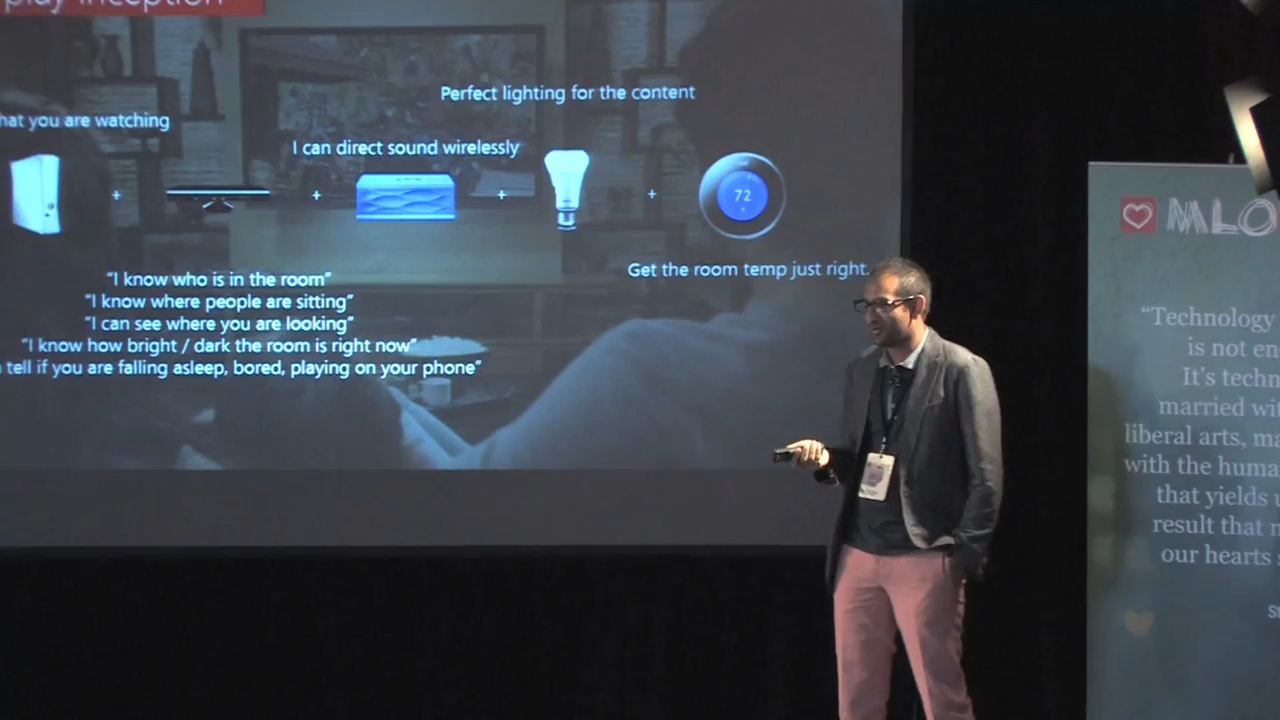 play inception
Perfect lighting for the content
hat you are watching
I can direct sound wirelessly
+ + + +
72
"I know who is in the room"
"I know where people are sitting"
"I can see where you are looking"
"I know how bright / dark the room is right now"
tell if you are falling asleep, bored, playing on your phone"
Get the room temp just right.
MLO
"Technology
is not en
It's techn
married wi
liberal arts, ma
with the huma
that yields u
result that m
our hearts s